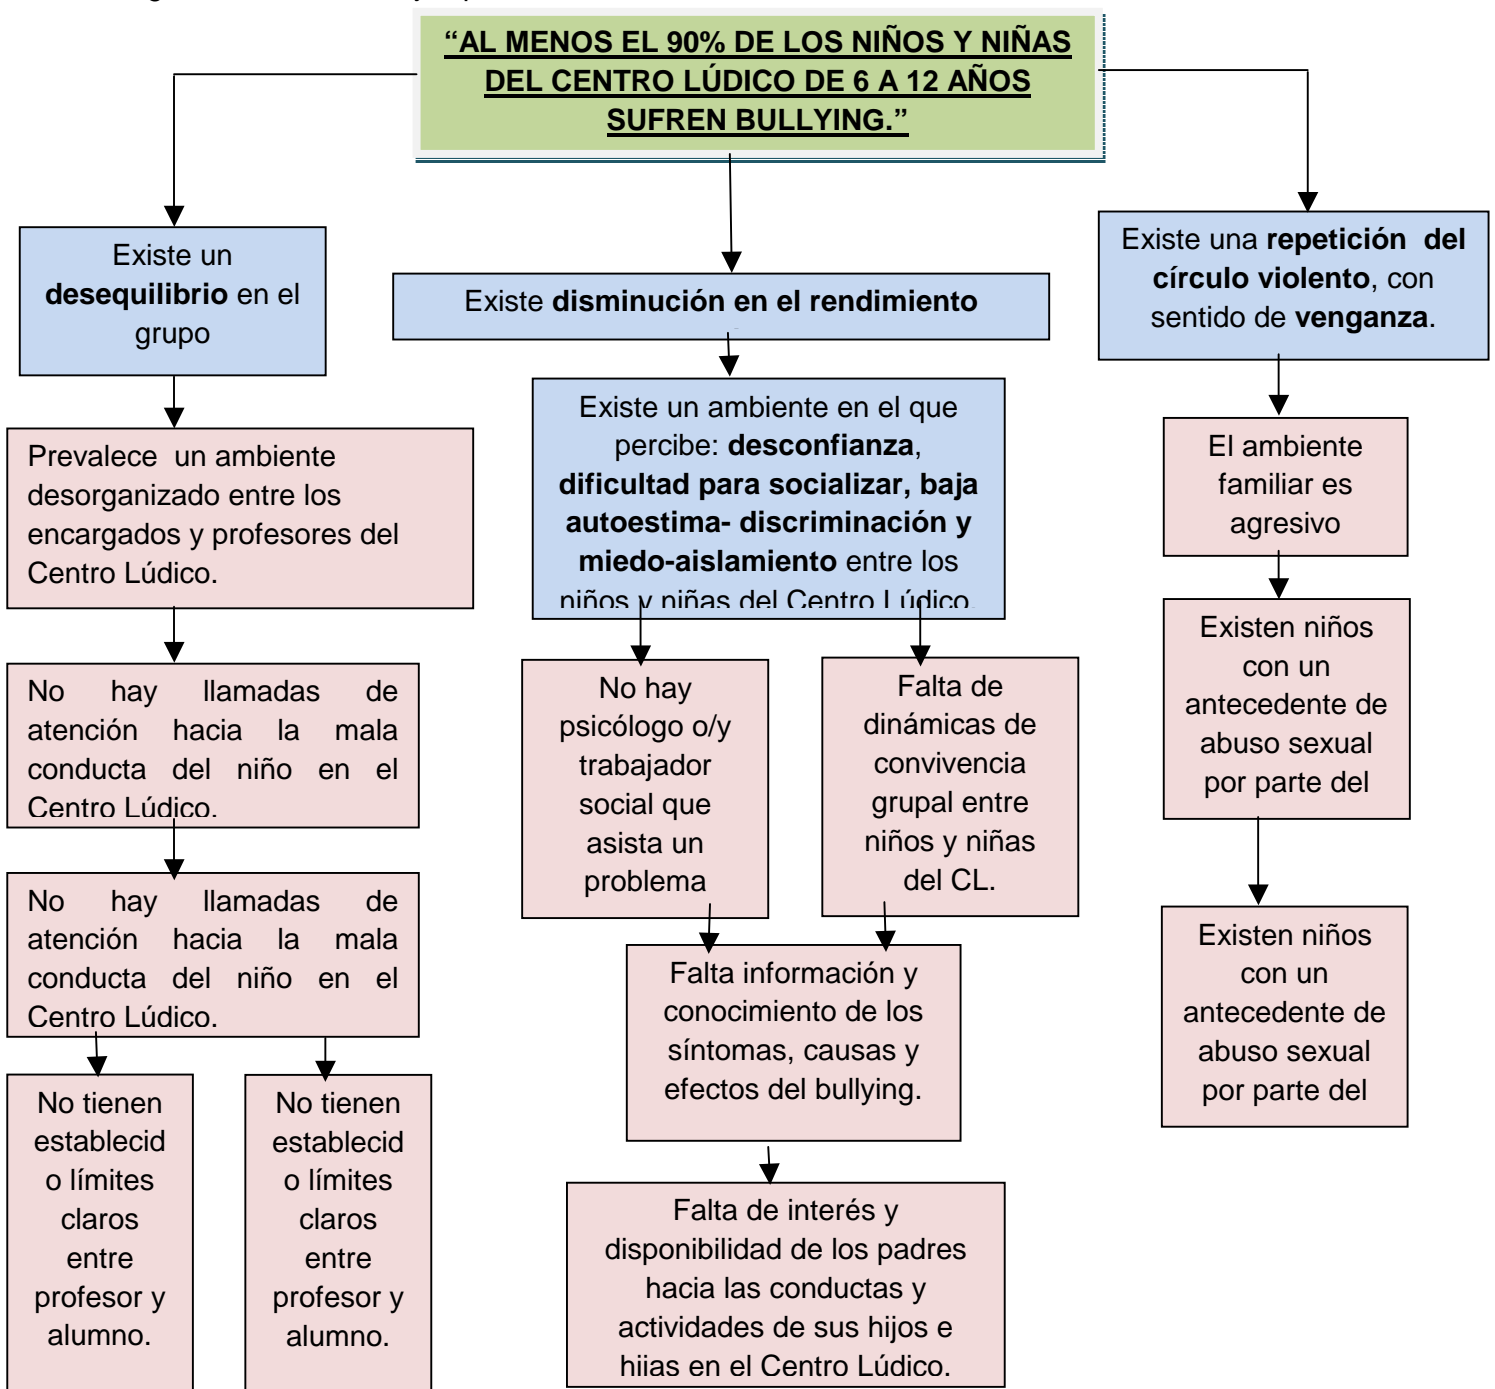 “AL MENOS EL 90% DE LOS NIÑOS Y NIÑAS
DEL CENTRO LÚDICO DE 6 A 12 AÑOS
SUFREN BULLYING.”
Existe un
desequilibrio en el
grupo
Existe disminución en el rendimiento
Existe una repetición  del
círculo violento, con
sentido de venganza.
Prevalece  un ambiente
desorganizado entre los
encargados y profesores del
Centro Lúdico.
Existe un ambiente en el que
percibe: desconfianza,
dificultad para socializar, baja
autoestima- discriminación y
miedo-aislamiento entre los
niños y niñas del Centro Lúdico.
El ambiente
familiar es
agresivo
No hay llamadas de
atención hacia la mala
conducta del niño en el
Centro Lúdico.
No hay
psicólogo o/y
trabajador
social que
asista un
problema
Falta de
dinámicas de
convivencia
grupal entre
niños y niñas
del CL.
Existen niños
con un
antecedente de
abuso sexual
por parte del
No hay llamadas de
atención hacia la mala
conducta del niño en el
Centro Lúdico.
Falta información y
conocimiento de los
síntomas, causas y
efectos del bullying.
Existen niños
con un
antecedente de
abuso sexual
por parte del
No tienen
establecid
o límites
claros
entre
profesor y
alumno.
No tienen
establecid
o límites
claros
entre
profesor y
alumno.
Falta de interés y
disponibilidad de los padres
hacia las conductas y
actividades de sus hijos e
hijas en el Centro Lúdico.